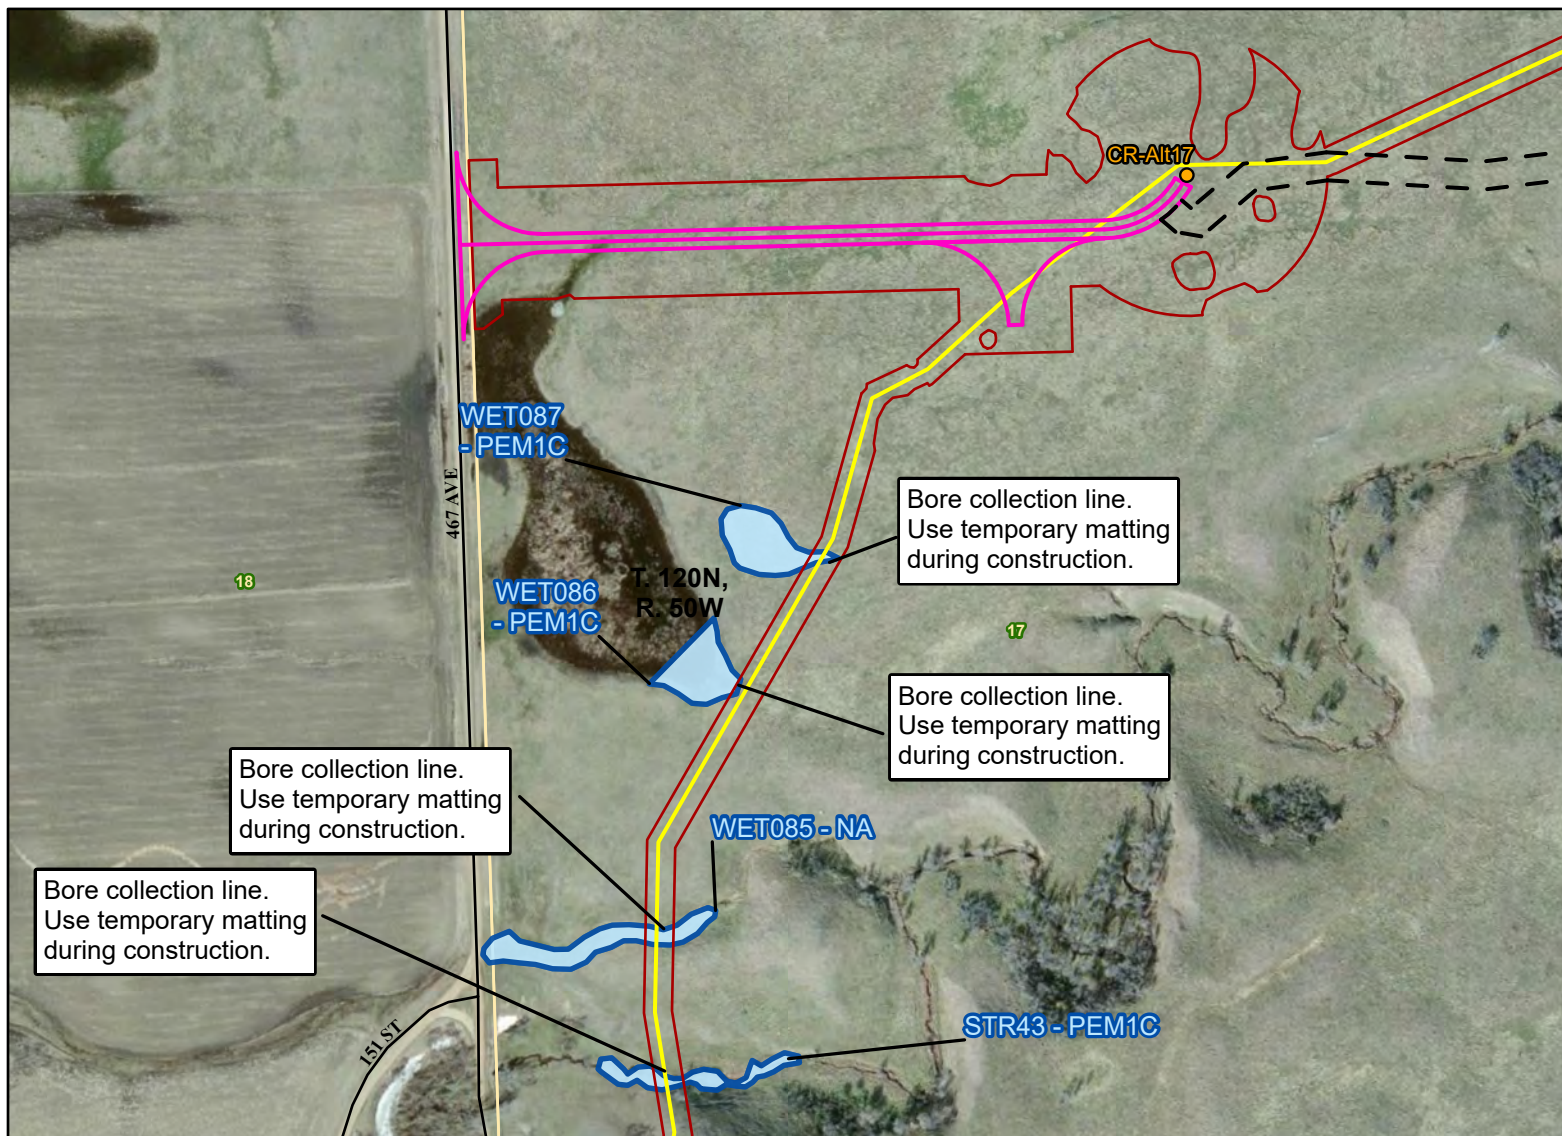 CR-Alt17
WET087
- PEM1C
467 AVE
Bore collection line.
Use temporary matting
during construction.
18
WET086
- PEM1C
T. 120N,
R. 50W
17
Bore collection line.
Use temporary matting
during construction.
Bore collection line.
Use temporary matting
during construction.
WET085 - NA
Bore collection line.
Use temporary matting
during construction.
151 ST
STR43 - PEM1C